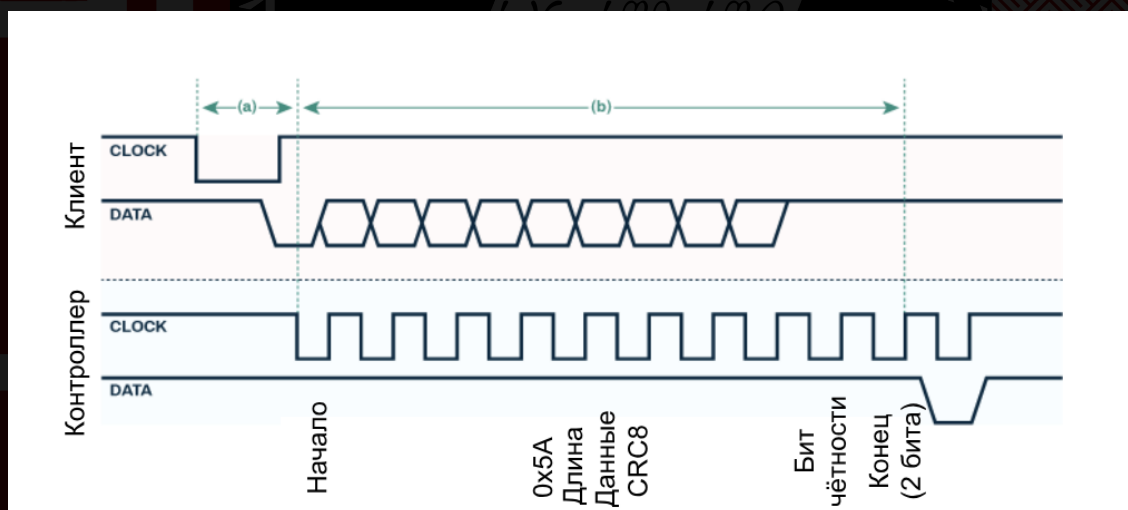 (a)
(b)
Клиент
CLOCK
DATA
Контроллер
CLOCK
DATA
Начало
0x5A
Длина
Данные
CRC8
Бит
чётности
Конец
(2 бита)